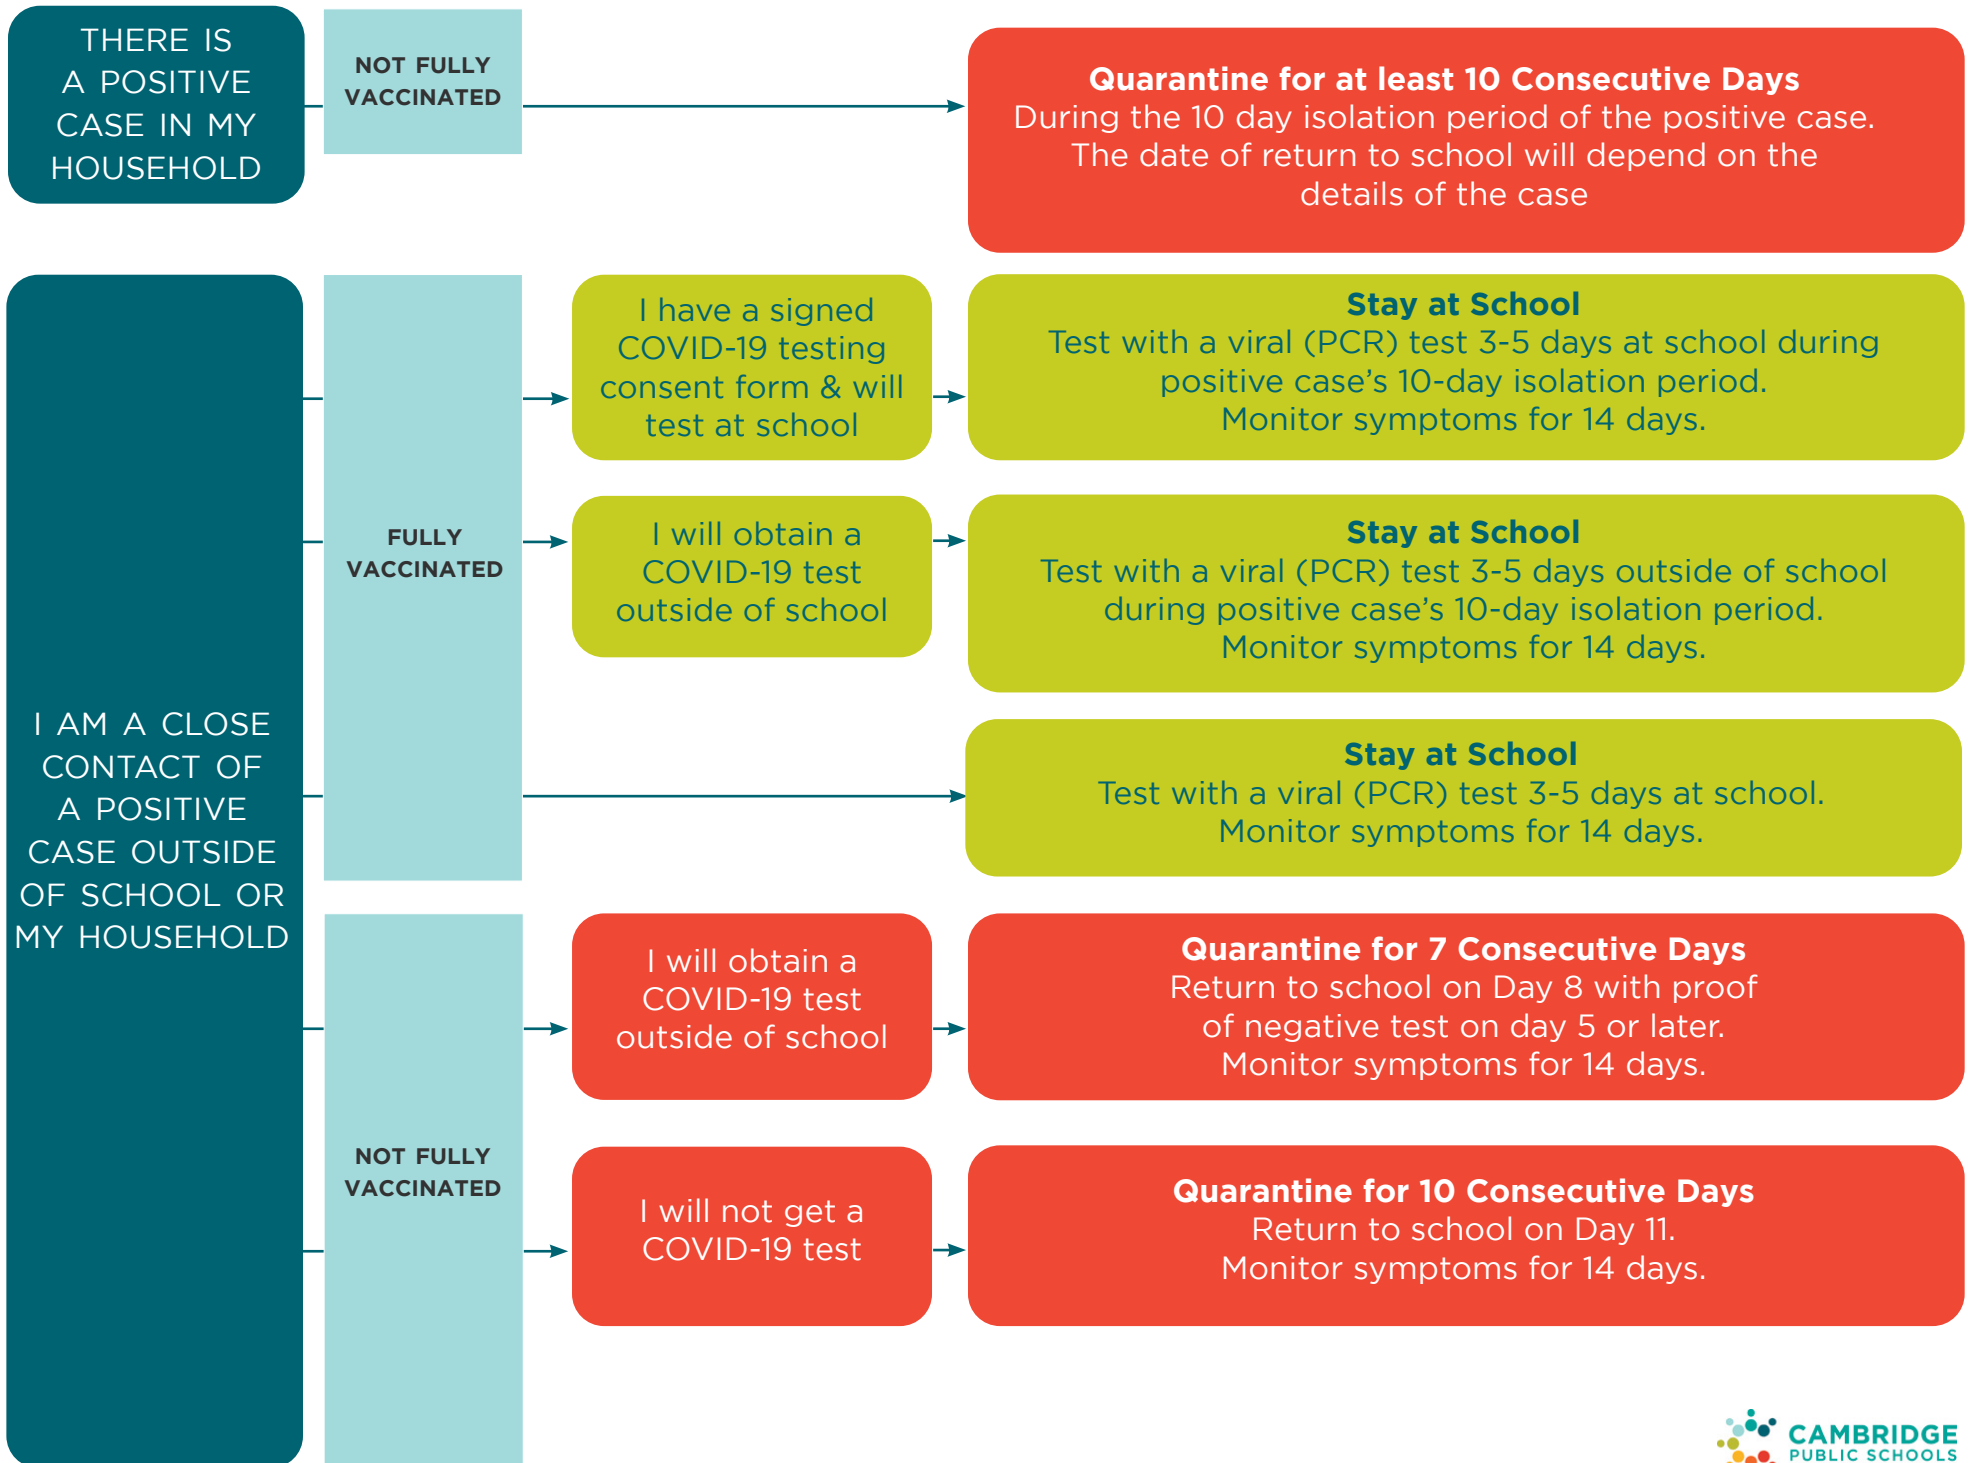 THERE IS
A POSITIVE
CASE IN MY
HOUSEHOLD
NOT FULLY
VACCINATED
Quarantine for at least 10 Consecutive Days
During the 10 day isolation period of the positive case.
The date of return to school will depend on the
details of the case
I AM A CLOSE
CONTACT OF
A POSITIVE
CASE OUTSIDE
OF SCHOOL OR
MY HOUSEHOLD
FULLY
VACCINATED
I have a signed
COVID-19 testing
consent form & will
test at school
Stay at School
Test with a viral (PCR) test 3-5 days at school during
positive case’s 10-day isolation period.
Monitor symptoms for 14 days.
I will obtain a
COVID-19 test
outside of school
Stay at School
Test with a viral (PCR) test 3-5 days outside of school
during positive case’s 10-day isolation period.
Monitor symptoms for 14 days.
Stay at School
Test with a viral (PCR) test 3-5 days at school.
Monitor symptoms for 14 days.
NOT FULLY
VACCINATED
I will obtain a
COVID-19 test
outside of school
Quarantine for 7 Consecutive Days
Return to school on Day 8 with proof
of negative test on day 5 or later.
Monitor symptoms for 14 days.
I will not get a
COVID-19 test
Quarantine for 10 Consecutive Days
Return to school on Day 11.
Monitor symptoms for 14 days.
CAMBRIDGE
PUBLIC SCHOOLS